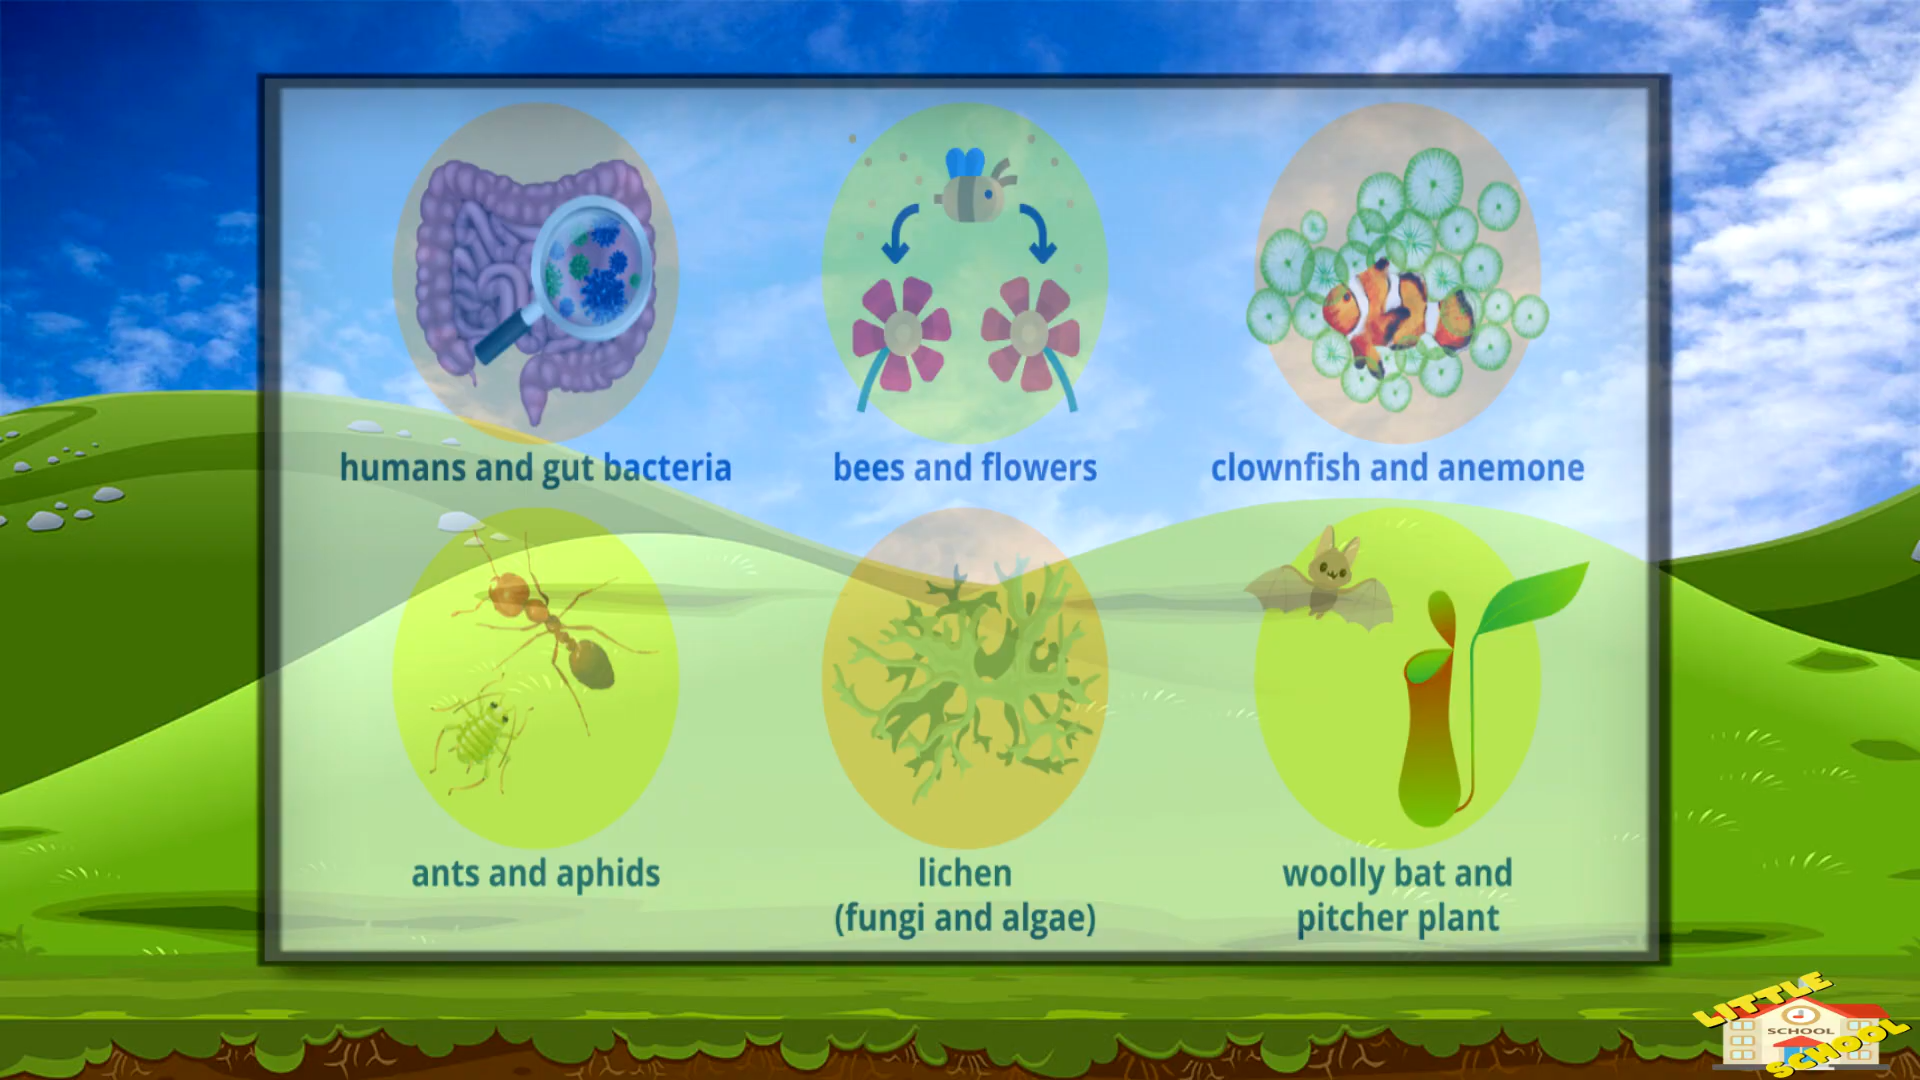 humans and gut bacteria
bees and flowers
clownfish and anemone
ants and aphids
lichen
(fungi and algae)
woolly bat and
pitcher plant
LITTLE
SCHOOL
SCHOOL